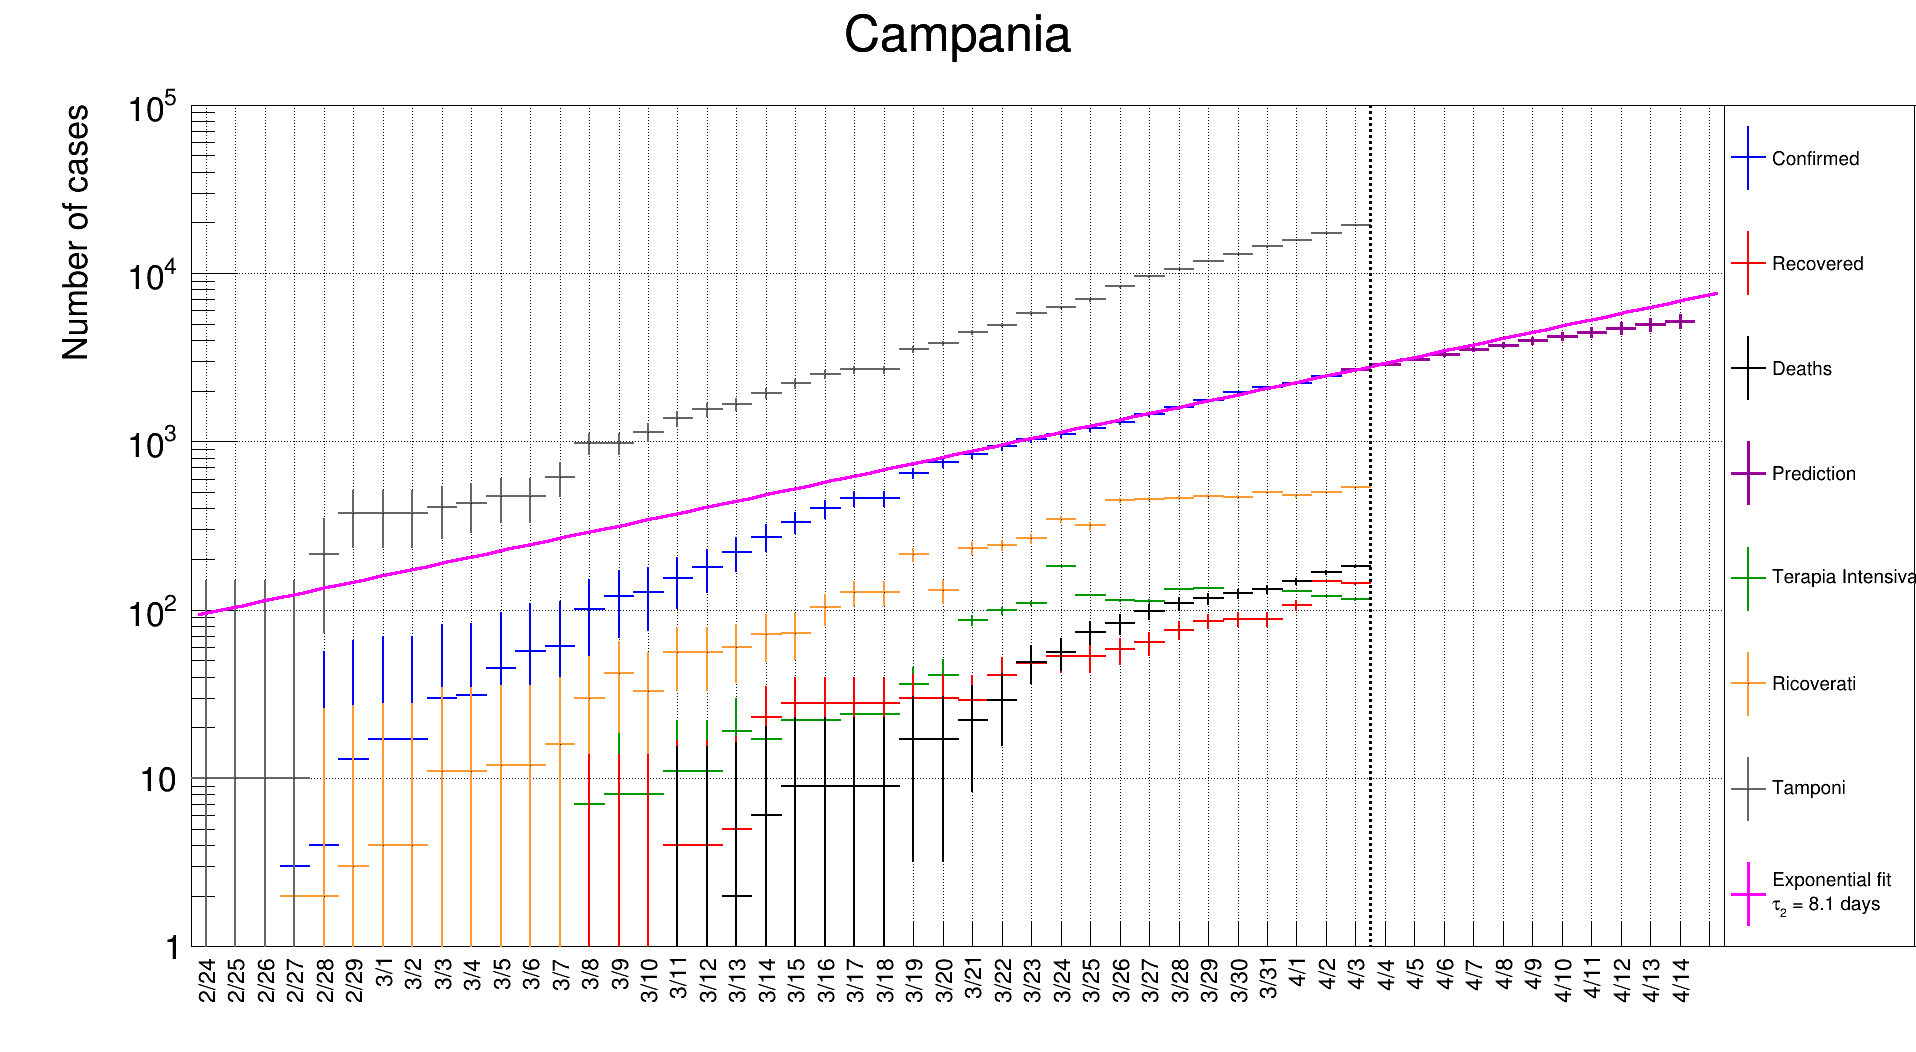 Campania
Number of cases
10^5
10^4
10^3
10^2
10
1
2/24 2/25 2/26 2/27 2/28 2/29 3/1 3/2 3/3 3/4 3/5 3/6 3/7 3/8 3/9 3/10 3/11 3/12 3/13 3/14 3/15 3/16 3/17 3/18 3/19 3/20 3/21 3/22 3/23 3/24 3/25 3/26 3/27 3/28 3/29 3/30 3/31 4/1 4/2 4/3 4/4 4/5 4/6 4/7 4/8 4/9 4/10 4/11 4/12 4/13 4/14
Confirmed
Recovered
Deaths
Prediction
Terapia Intensiva
Ricoverati
Tamponi
Exponential fit
τ_2 = 8.1 days